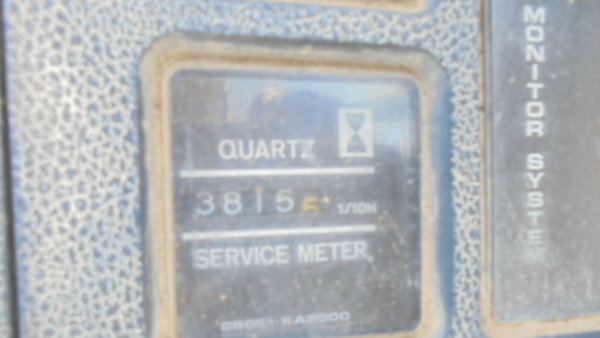 QUARTZ
38155 1/10H
SERVICE METER
MONITOR SYSTEM